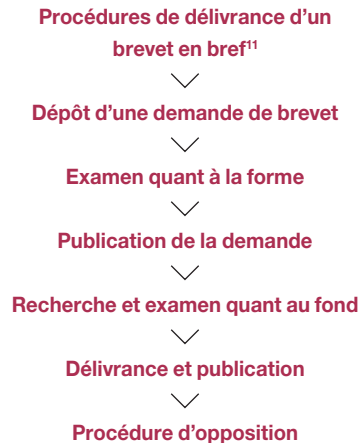 Procédures de délivrance d’un
brevet en bref¹¹
Dépôt d’une demande de brevet
Examen quant à la forme
Publication de la demande
Recherche et examen quant au fond
Délivrance et publication
Procédure d’opposition